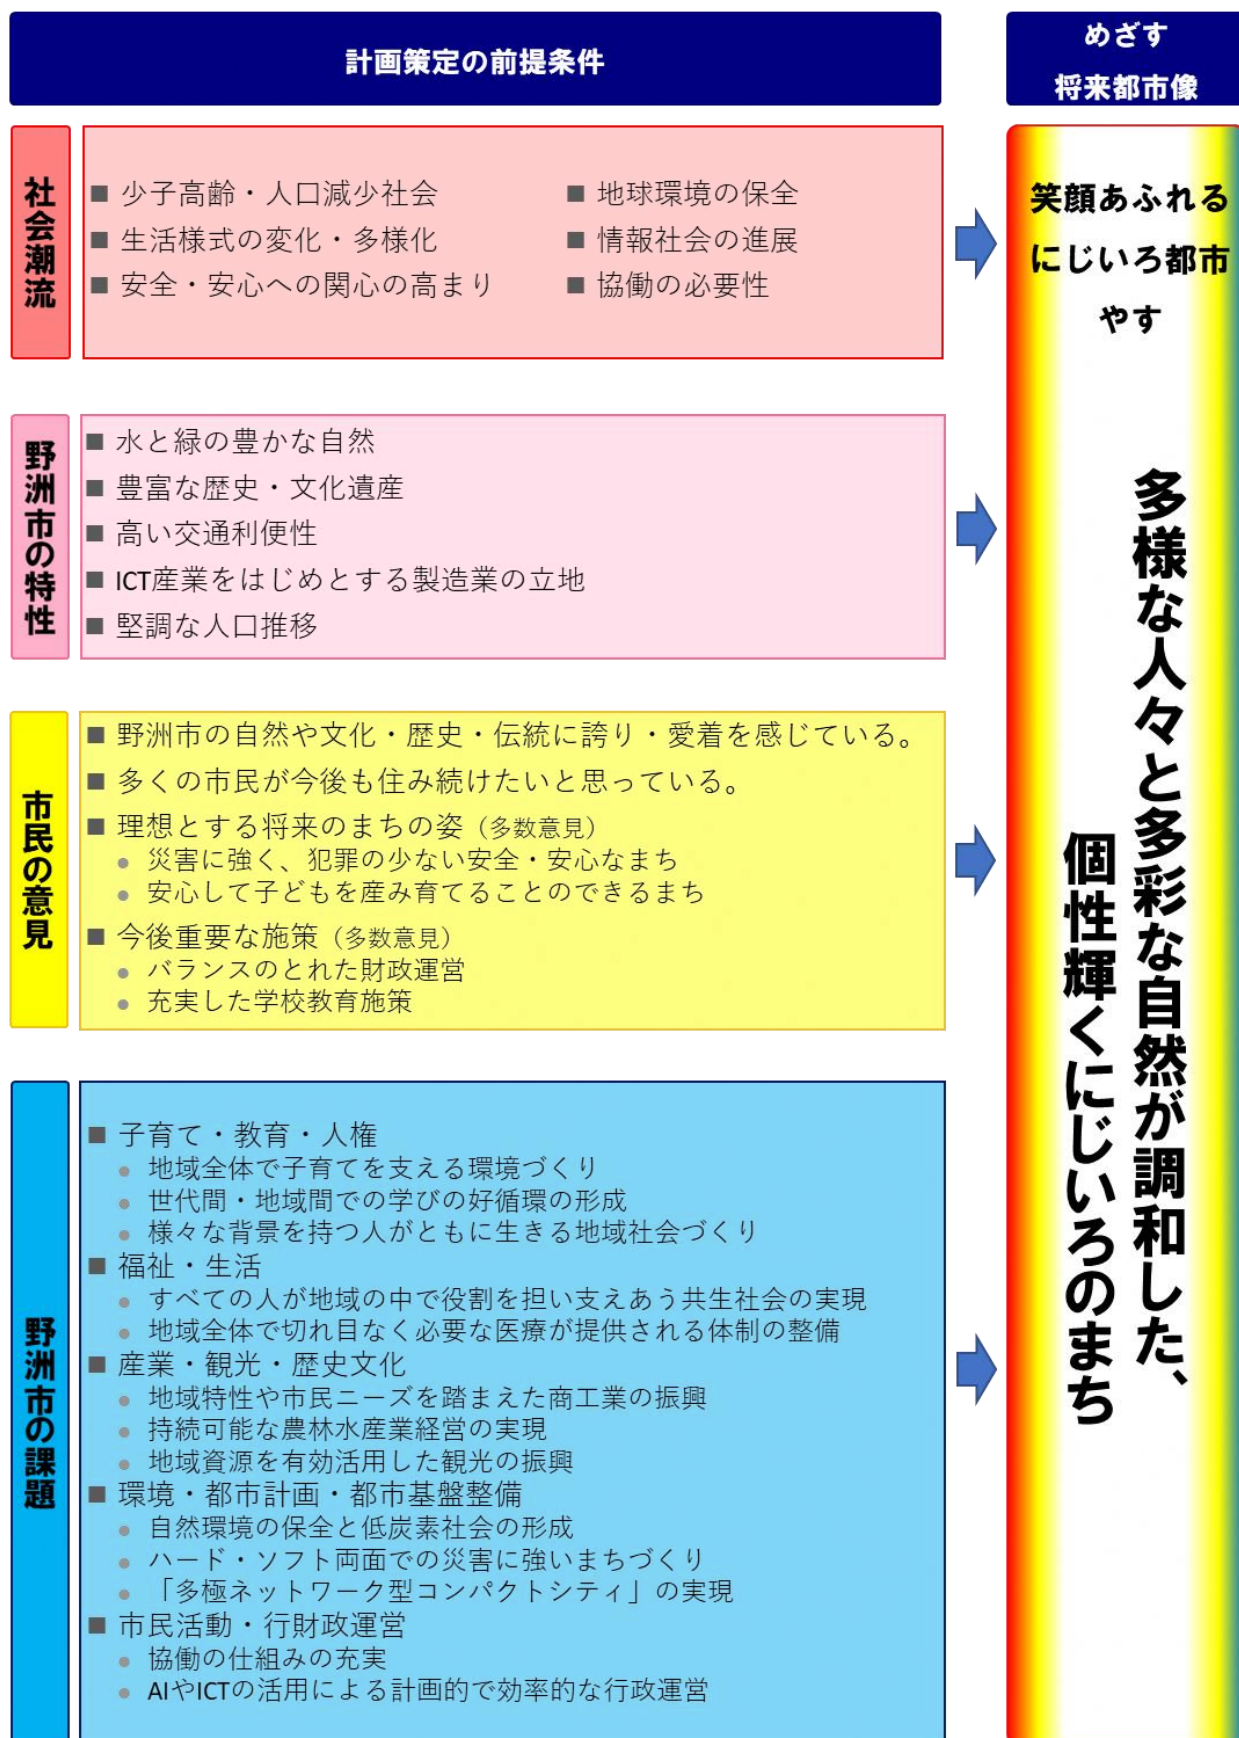 計画策定の前提条件
めざす
将来都市像
社会潮流
■ 少子高齢・人口減少社会
■ 生活様式の変化・多様化
■ 安全・安心への関心の高まり
■ 地球環境の保全
■ 情報社会の進展
■ 協働の必要性
野洲市の特性
■ 水と緑の豊かな自然
■ 豊富な歴史・文化遺産
■ 高い交通利便性
■ ICT産業をはじめとする製造業の立地
■ 堅調な人口推移
市民の意見
■ 野洲市の自然や文化・歴史・伝統に誇り・愛着を感じている。
■ 多くの市民が今後も住み続けたいと思っている。
■ 理想とする将来のまちの姿（多数意見）
● 災害に強く、犯罪の少ない安全・安心なまち
● 安心して子どもを産み育てることのできるまち
■ 今後重要な施策（多数意見）
● バランスのとれた財政運営
● 充実した学校教育施策
野洲市の課題
■ 子育て・教育・人権
● 地域全体で子育てを支える環境づくり
● 世代間・地域間での学びの好循環の形成
● 様々な背景を持つ人がともに生きる地域社会づくり
■ 福祉・生活
● すべての人が地域の中で役割を担い支えあう共生社会の実現
● 地域全体で切れ目なく必要な医療が提供される体制の整備
■ 産業・観光・歴史文化
● 地域特性や市民ニーズを踏まえた商工業の振興
● 持続可能な農林水産業経営の実現
● 地域資源を有効活用した観光の振興
■ 環境・都市計画・都市基盤整備
● 自然環境の保全と低炭素社会の形成
● ハード・ソフト両面での災害に強いまちづくり
● 「多極ネットワーク型コンパクトシティ」の実現
■ 市民活動・行財政運営
● 協働の仕組みの充実
● AIやICTの活用による計画的で効率的な行政運営
笑顔あふれる
にじいろ都市
やす
多様な人々と多彩な自然が調和した、
個性輝くにじいろのまち